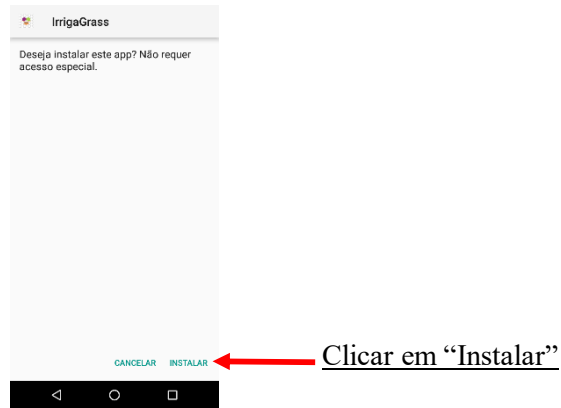 IrrigaGrass
Deseja instalar este app? Não requer
acesso especial.
CANCELAR INSTALAR
Clicar em “Instalar”